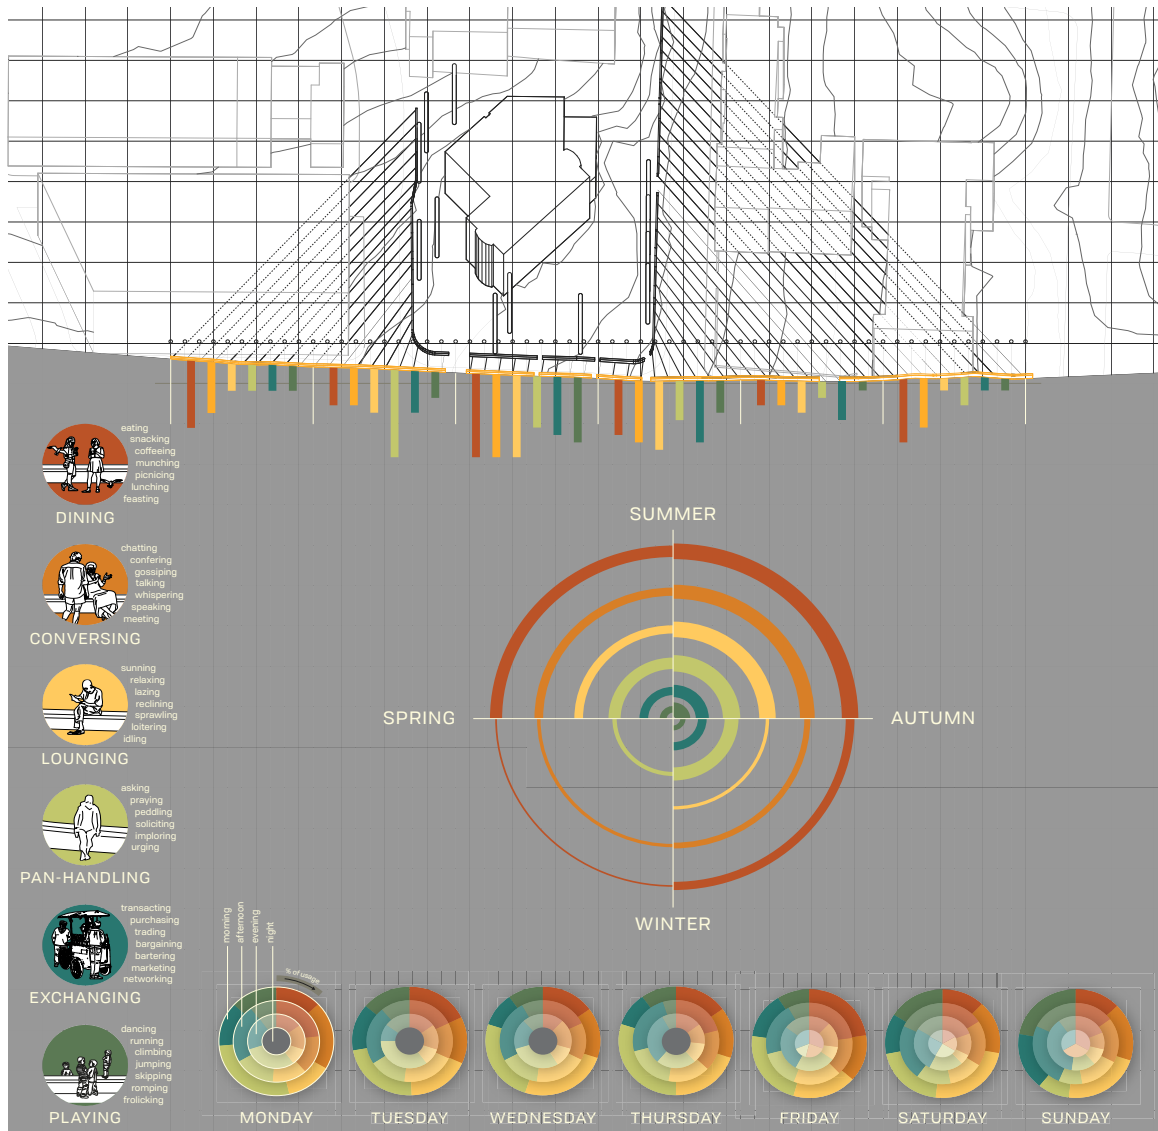 eating
snacking
coffeeing
munching
picnicing
lunching
feasting
DINING
chatting
confering
gossiping
talking
whispering
speaking
meeting
CONVERSING
sunning
relaxing
lazing
reclining
sprawling
loitering
idling
LOUNGING
asking
praying
peddling
soliciting
imploring
urging
PAN-HANDLING
transacting
purchasing
trading
bargaining
bartering
marketing
networking
EXCHANGING
dancing
running
climbing
jumping
skipping
romping
frolicking
PLAYING
SUMMER
SPRING
AUTUMN
WINTER
morning
afternoon
evening
night
% of usage
MONDAY
TUESDAY
WEDNESDAY
THURSDAY
FRIDAY
SATURDAY
SUNDAY